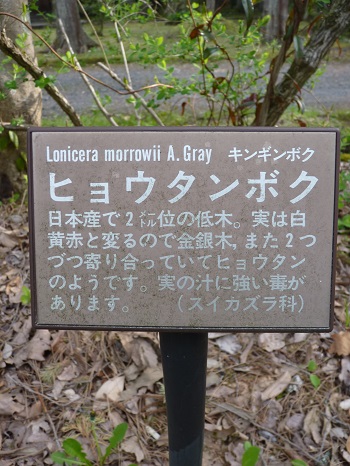 Lonicera morrowii A. Gray キンギンボク
ヒョウタンボク
日本産で2㍍位の低木。実は白
黄赤と変るので金銀木，また2つ
づつ寄り合っていてヒョウタン
のようです。実の汁に強い毒が
あります。 （スイカズラ科）